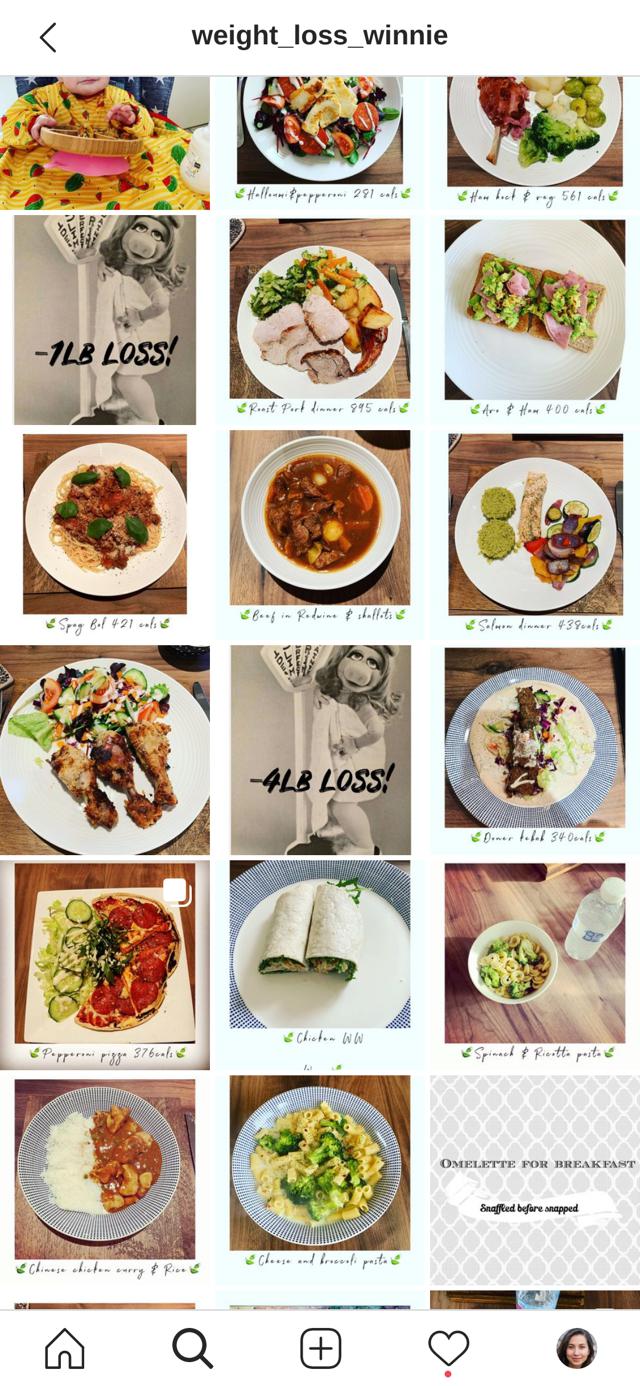 weight_loss_winnie
Halloumi&pepperoni 281 cals
Ham hock & veg 561 cals
-1LB LOSS!
Roast Pork dinner 895 cals
Avo & Ham 400 cals
Spag Bol 421 cals
Beef in Redwine & shallots
Salmon dinner 438cals
-4LB LOSS!
Doner kebab 340cals
Pepperoni pizza 376cals
Chicken WW
Spinach & Ricotta pasta
Chinese chicken curry & Rice
Cheese and broccoli pasta
OMELETTE FOR BREAKFAST
Snaffled before snapped